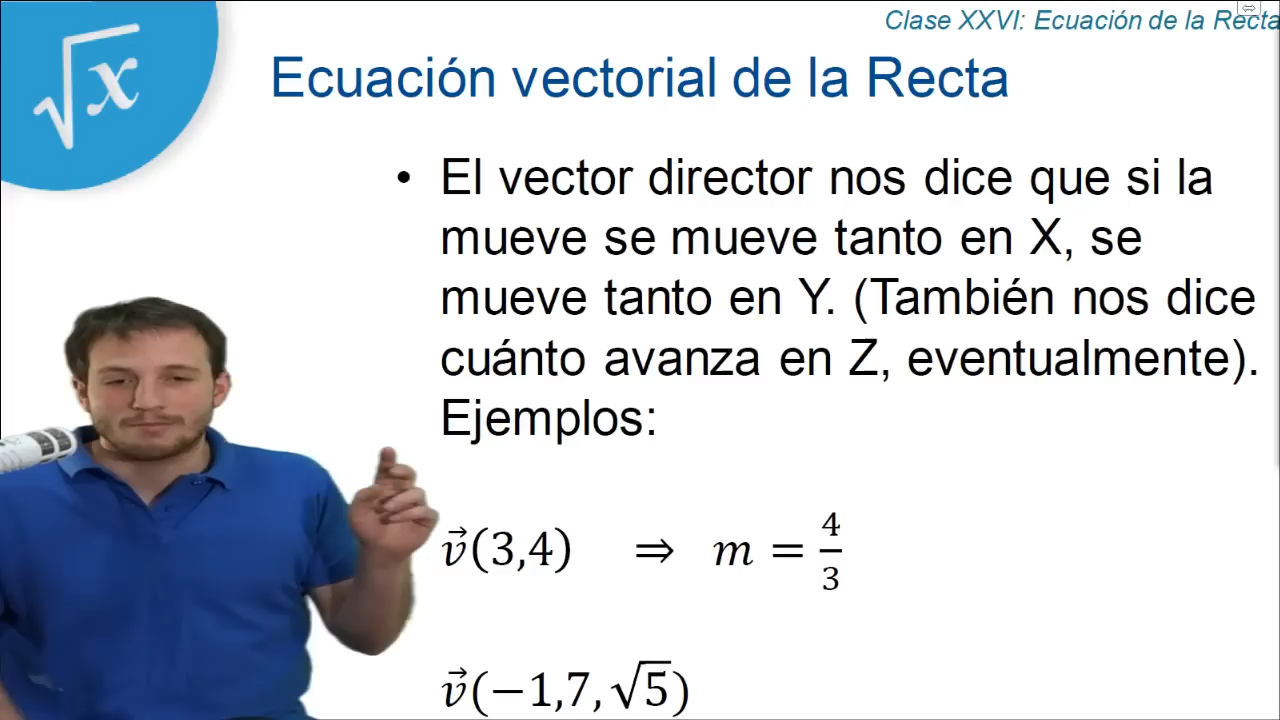 Clase XXVI: Ecuación de la Recta
√x
Ecuación vectorial de la Recta
• El vector director nos dice que si la
mueve se mueve tanto en X, se
mueve tanto en Y. (También nos dice
cuánto avanza en Z, eventualmente).
Ejemplos:
v⃗(3,4) ⇒ m = 4/3
v⃗(−1,7,√5)